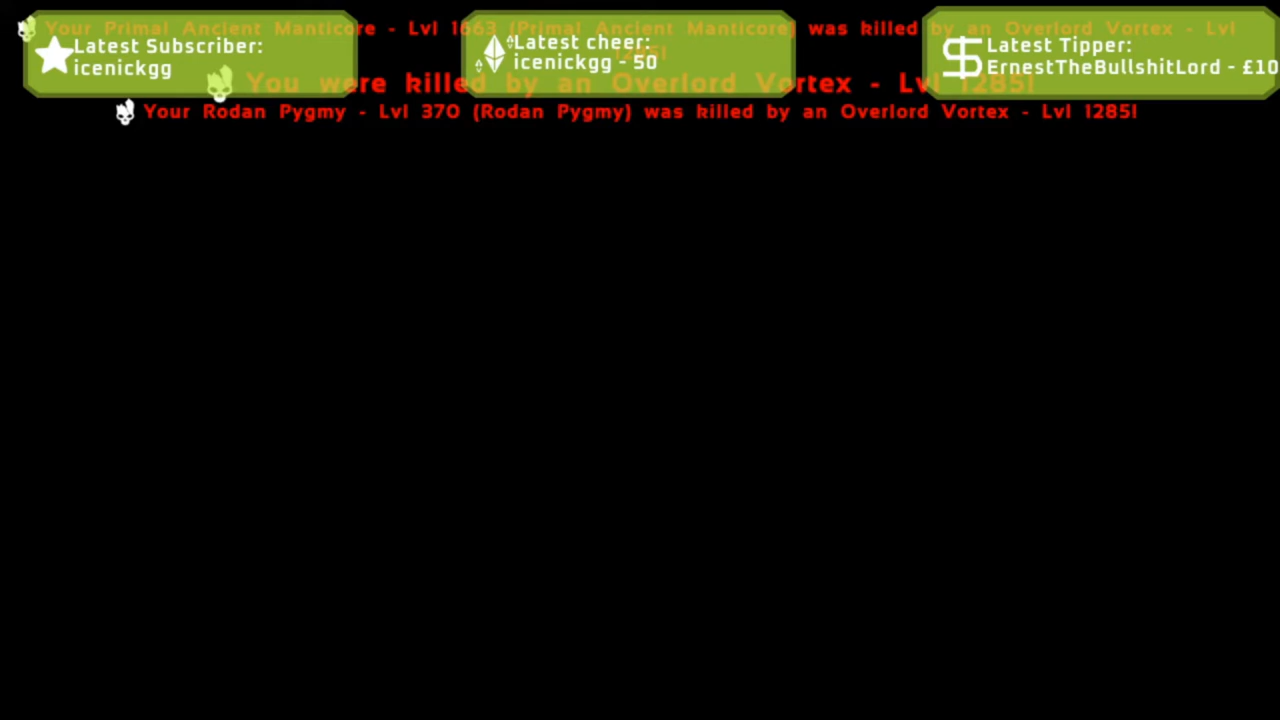 Your Primal Ancient Manticore - Lvl 1663 (Primal Ancient Manticore) was killed by an Overlord Vortex - Lvl
1285!
Latest Subscriber:
icenickgg
Latest cheer:
icenickgg - 50
Latest Tipper:
ErnestTheBullshitLord - £10
You were killed by an Overlord Vortex - Lvl 1285!
Your Rodan Pygmy - Lvl 370 (Rodan Pygmy) was killed by an Overlord Vortex - Lvl 1285!